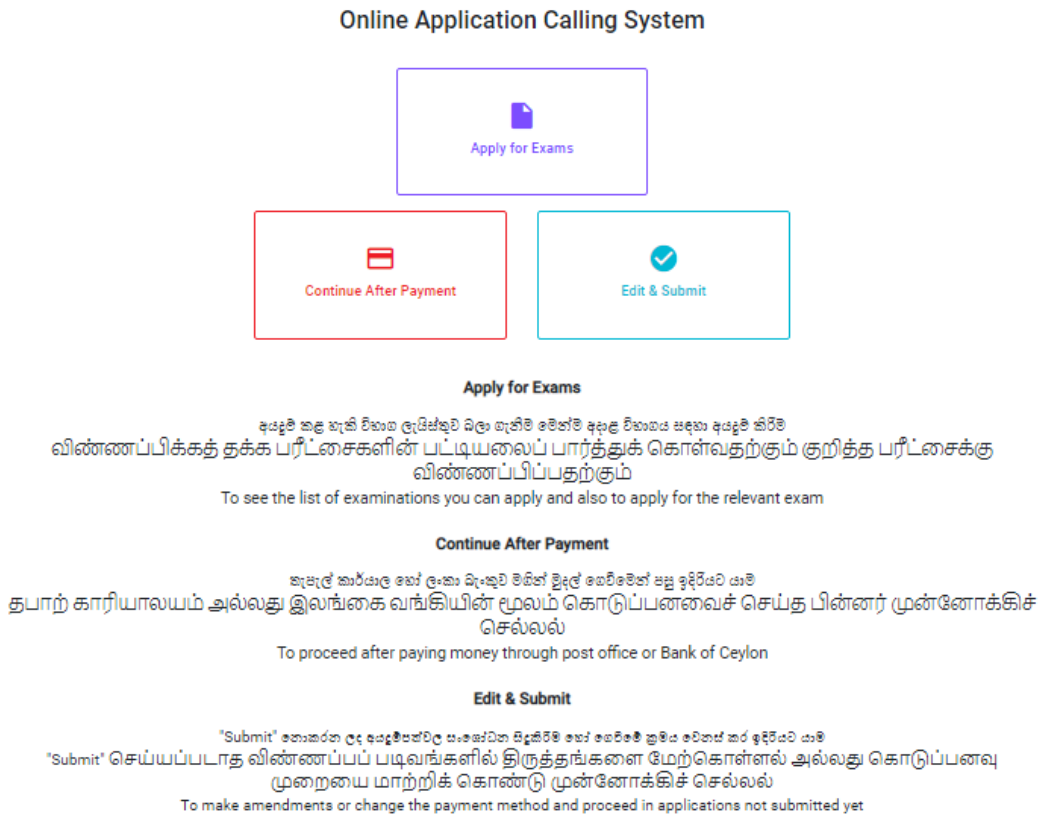 Online Application Calling System
Apply for Exams
Continue After Payment
Edit & Submit
Apply for Exams
අයදුම් කළ හැකි විභාග ලැයිස්තුව බලා ගැනීම මෙන්ම අදාළ විභාගය සඳහා අයදුම් කිරීම
விண்ணப்பிக்கத் தக்க பரீட்சைகளின் பட்டியலைப் பார்த்துக் கொள்வதற்கும் குறித்த பரீட்சைக்கு
விண்ணப்பிப்பதற்கும்
To see the list of examinations you can apply and also to apply for the relevant exam
Continue After Payment
තැපැල් කාර්යාල හෝ ලංකා බැංකුව මගින් මුදල් ගෙවීමෙන් පසු ඉදිරියට යාම
தபாற் காரியாலயம் அல்லது இலங்கை வங்கியின் மூலம் கொடுப்பனவைச் செய்த பின்னர் முன்னோக்கிச்
செல்லல்
To proceed after paying money through post office or Bank of Ceylon
Edit & Submit
"Submit" නොකරන ලද අයදුම්පත්වල සංශෝධන සිදුකිරීම හෝ ගෙවීමේ ක්‍රමය වෙනස් කර ඉදිරියට යාම
"Submit" செய்யப்படாத விண்ணப்பப் படிவங்களில் திருத்தங்களை மேற்கொள்ளல் அல்லது கொடுப்பனவு
முறையை மாற்றிக் கொண்டு முன்னோக்கிச் செல்லல்
To make amendments or change the payment method and proceed in applications not submitted yet